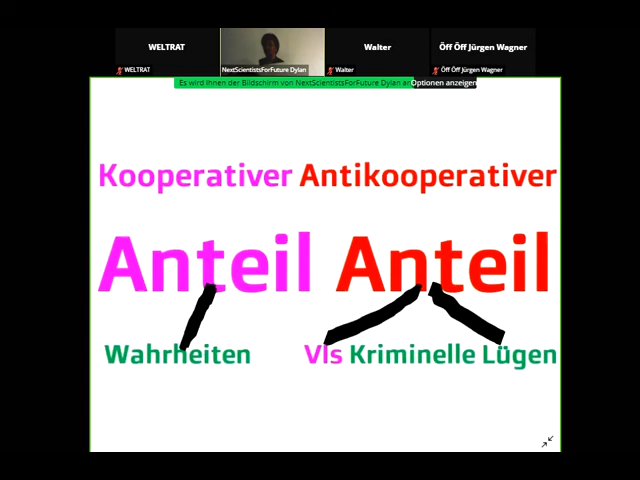 WELTRAT
Walter
Öff Öff Jürgen Wagner
WELTRAT
NextScientistsForFuture Dylan
Walter
Öff Öff Jürgen Wagner
Es wird Ihnen der Bildschirm von NextScientistsForFuture Dylan an
Optionen anzeigen
Kooperativer Antikooperativer
Anteil Anteil
Wahrheiten
VIs Kriminelle Lügen